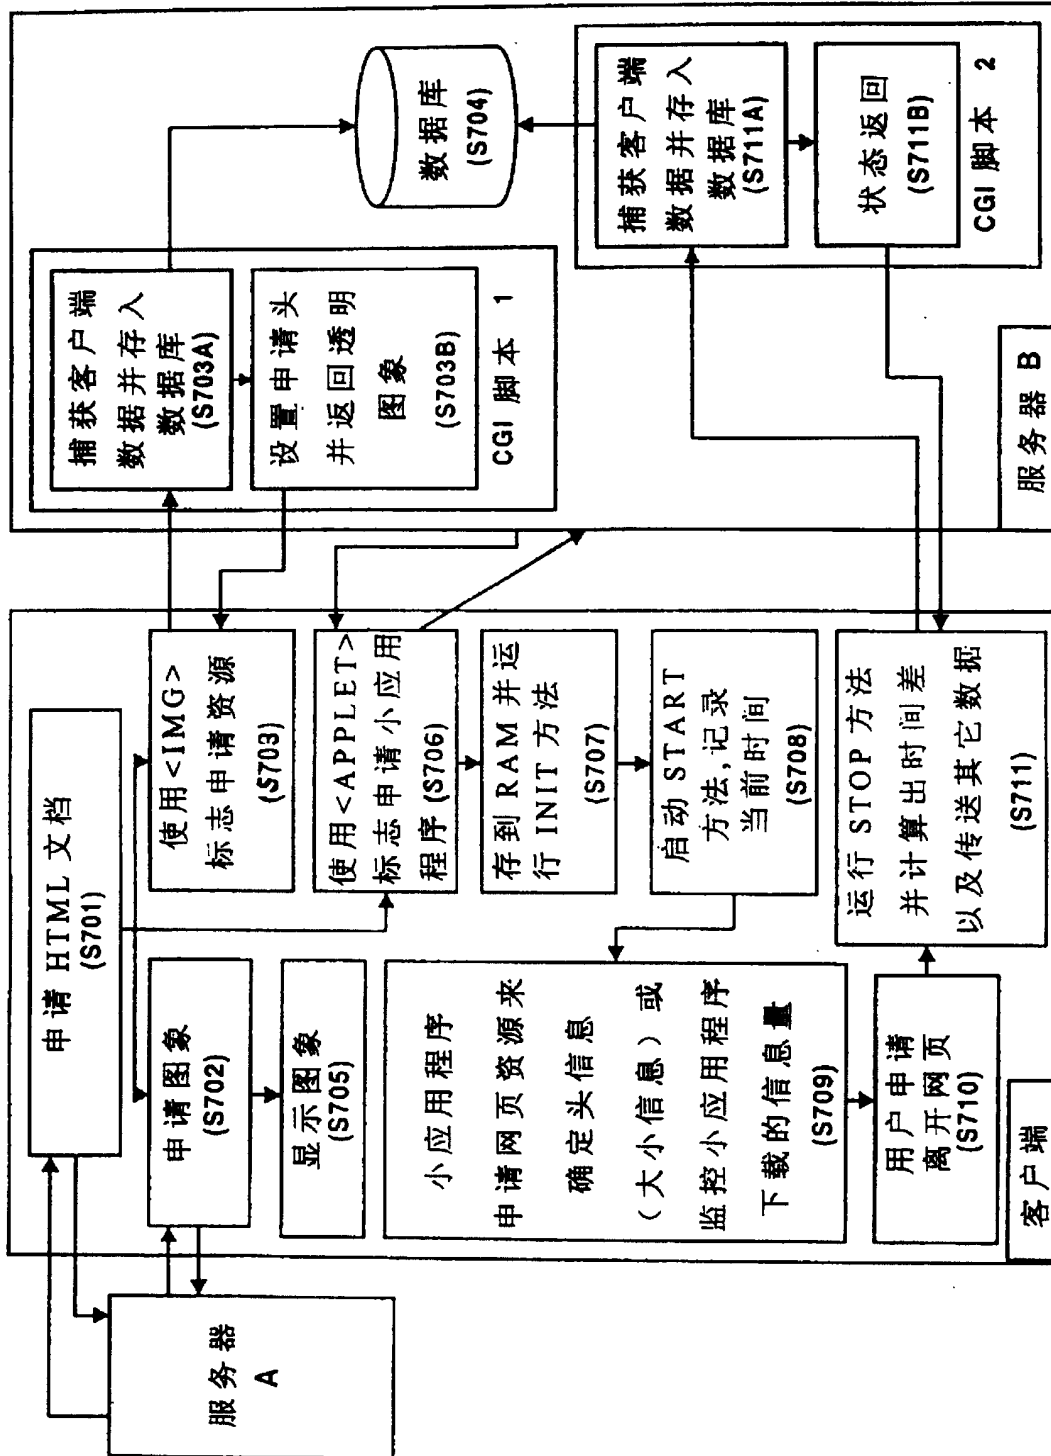 服务器
A
申请 HTML 文档
(S701)
申请图象
(S702)
显示图象
(S705)
使用<IMG>
标志申请资源
(S703)
使用<APPLET>
标志申请小应用
程序(S706)
存到 RAM 并运
行 INIT 方法
(S707)
启动 START
方法,记录
当前时间
(S708)
小应用程序
申请网页资源来
确定头信息
(大小信息)或
监控小应用程序
下载的信息量
(S709)
用户申请
离开网页
(S710)
运行 STOP 方法
并计算出时间差
以及传送其它数据
(S711)
客户端
捕获客户端
数据并存入
数据库
(S703A)
设置申请头
并返回透明
图象
(S703B)
CGI 脚本 1
数据库
(S704)
捕获客户端
数据并存入
数据库
(S711A)
状态返回
(S711B)
CGI 脚本 2
服务器 B